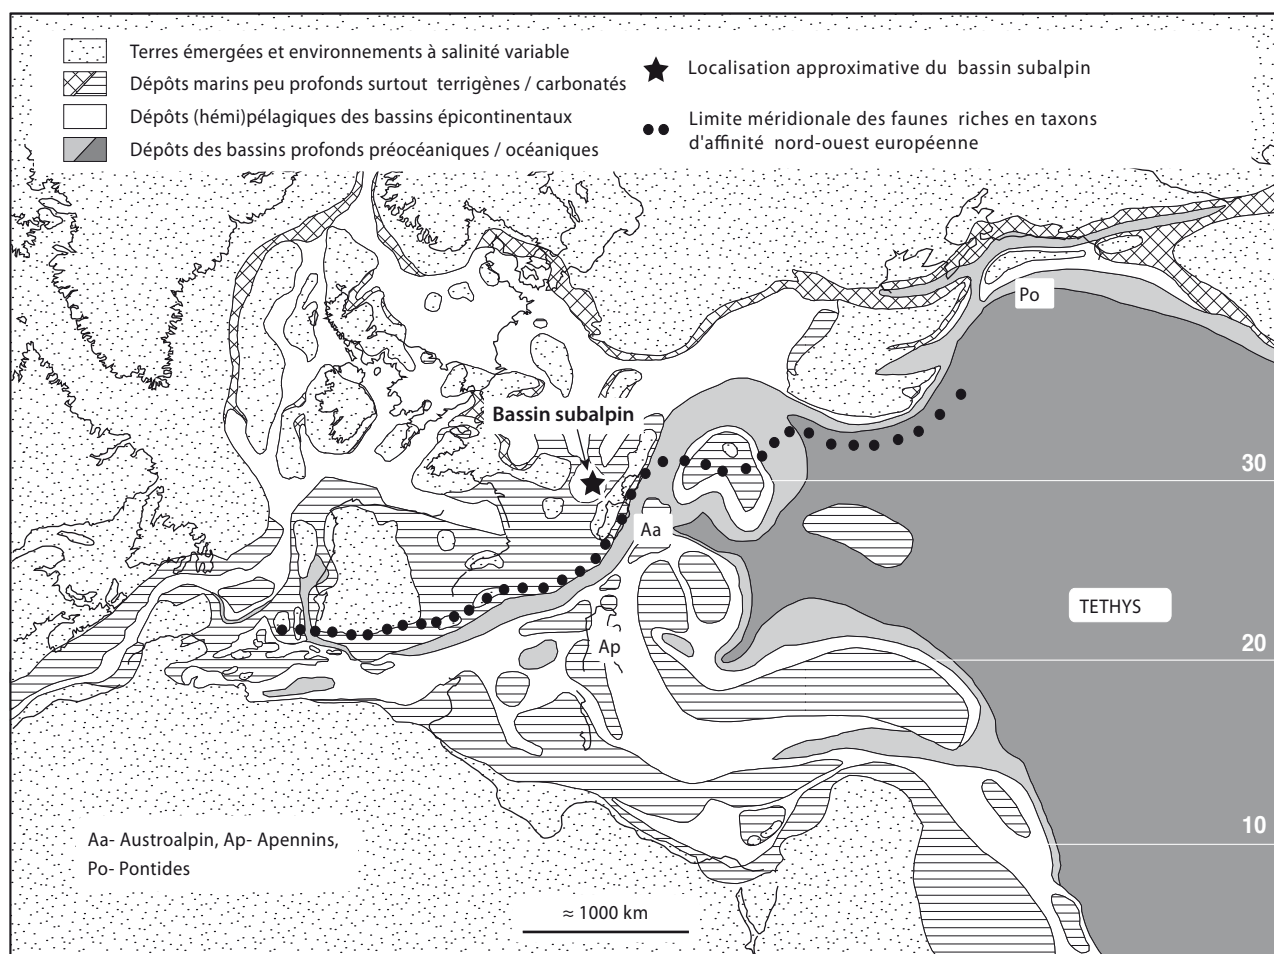 Terres émergées et environnements à salinité variable
Dépôts marins peu profonds surtout terrigènes / carbonatés
Dépôts (hémi)pélagiques des bassins épicontinentaux
Dépôts des bassins profonds préocéaniques / océaniques
Localisation approximative du bassin subalpin
Limite méridionale des faunes riches en taxons
d'affinité nord-ouest européenne
Po
Bassin subalpin
30
Aa
TETHYS
20
Ap
10
Aa- Austroalpin, Ap- Apennins,
Po- Pontides
≈ 1000 km